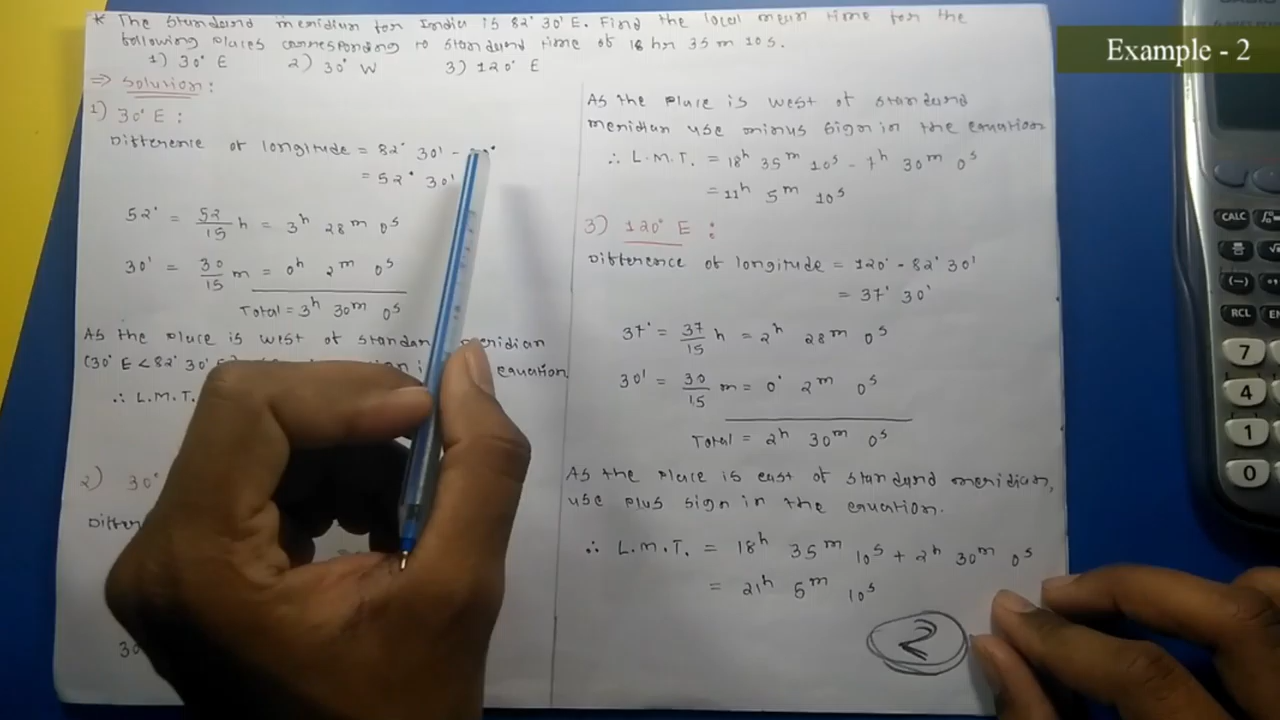 * The standard meridian for India is 82° 30' E. Find the local mean time for the
following places corresponding to standard time of 18 hr 35 m 10 s.
1) 30° E 2) 30° W 3) 120° E
⇒ Solution:
1) 30° E :
Difference of longitude = 82° 30' -
= 52° 30'
52° = 52/15 h = 3h 28m 0s
30' = 30/15 m = 0h 2m 0s
Total = 3h 30m 0s
As the place is west of standard meridian
(30° E < 82° 30' equation
∴ L.M.T.
2) 30°
30
As the place is west of standard
meridian use minus sign in the equation
∴ L.M.T. = 18h 35m 10s - 7h 30m 0s
= 11h 5m 10s
3) 120° E :
Difference of longitude = 120° - 82° 30'
= 37° 30'
37° = 37/15 h = 2h 28m 0s
30' = 30/15 m = 0° 2m 0s
Total = 2h 30m 0s
As the place is east of standard meridian,
use plus sign in the equation.
∴ L.M.T. = 18h 35m 10s + 2h 30m 0s
= 21h 5m 10s
2
Example - 2
CALC
(-)
RCL
7
4
1
0